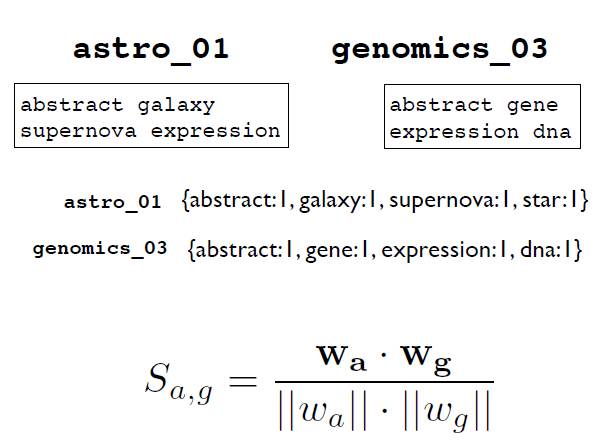 astro_01 genomics_03
abstract galaxy
supernova expression
abstract gene
expression dna
astro_01 {abstract:1, galaxy:1, supernova:1, star:1}
genomics_03 {abstract:1, gene:1, expression:1, dna:1}
S_{a,g} = \frac{\mathbf{w_a} \cdot \mathbf{w_g}}{||w_a|| \cdot ||w_g||}